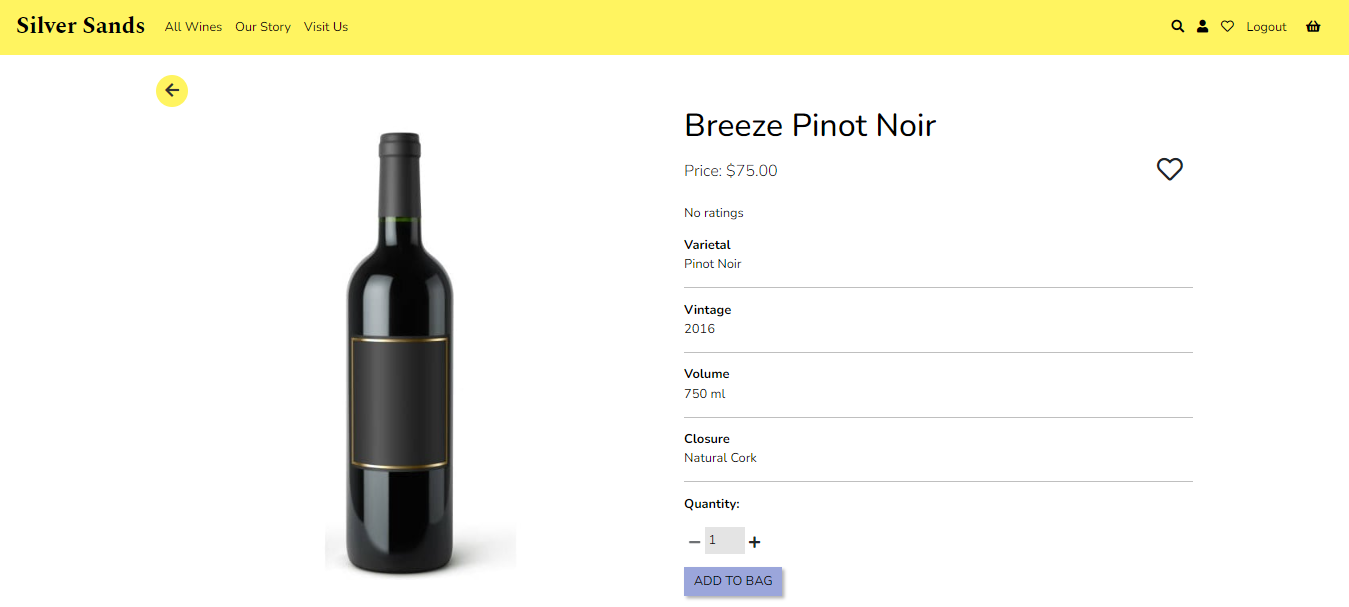 Silver Sands All Wines Our Story Visit Us Logout
Breeze Pinot Noir
Price: $75.00
No ratings
Varietal
Pinot Noir
Vintage
2016
Volume
750 ml
Closure
Natural Cork
Quantity:
1
ADD TO BAG